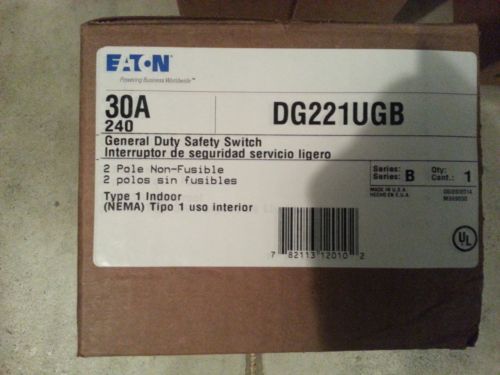 EATON
Powering Business Worldwide™
30A
240
DG221UGB
General Duty Safety Switch
Interruptor de seguridad servicio ligero
2 Pole Non-Fusible
2 polos sin fusibles
Series: B
Series:
Qty: 1
Cant.:
Type 1 Indoor
(NEMA) Tipo 1 uso interior
MADE IN U.S.A.
HECHO EN E.U.A.
UL
7 82113 12010 2